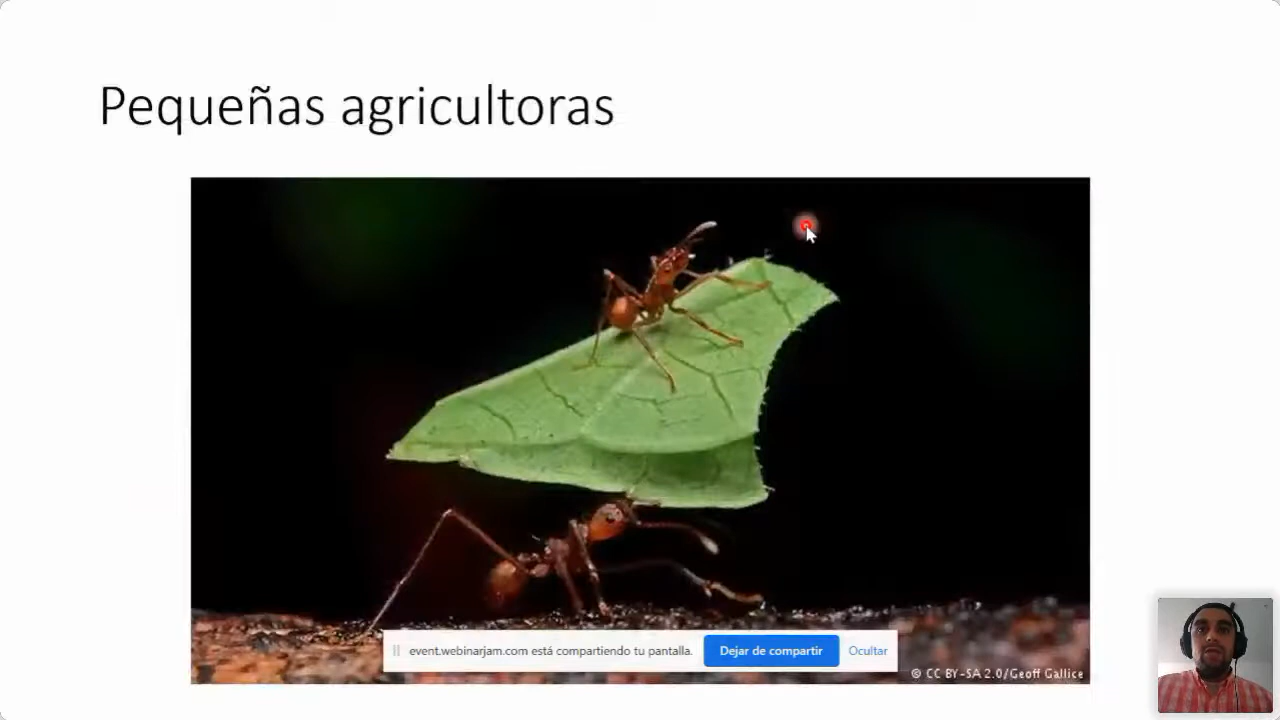 Pequeñas agricultoras
event.webinarjam.com está compartiendo tu pantalla.
Dejar de compartir
Ocultar
© CC BY-SA 2.0/Geoff Gallice